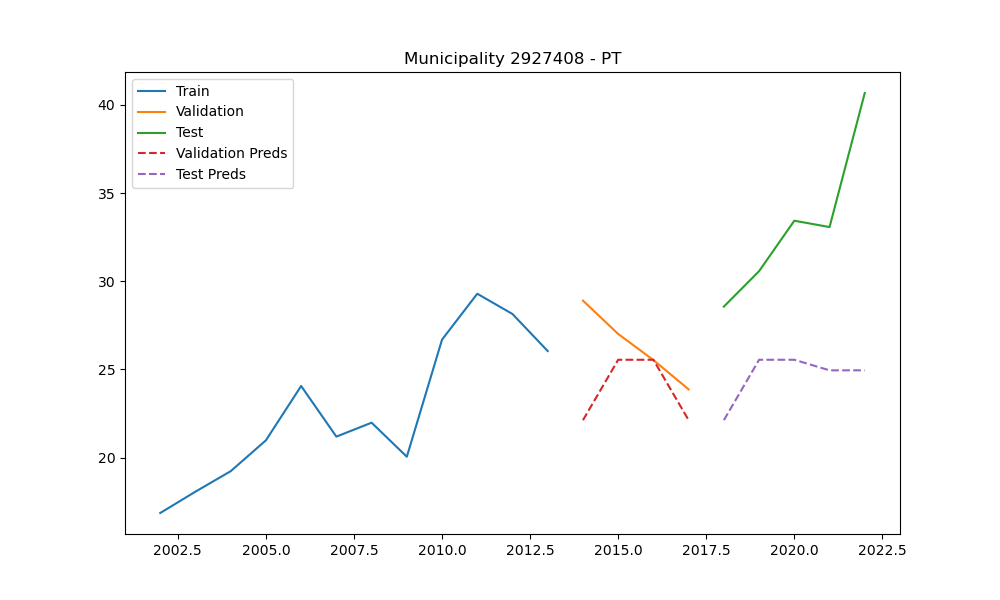 Municipality 2927408 - PT
Train
Validation
Test
Validation Preds
Test Preds
40
35
30
25
20
2002.5 2005.0 2007.5 2010.0 2012.5 2015.0 2017.5 2020.0 2022.5